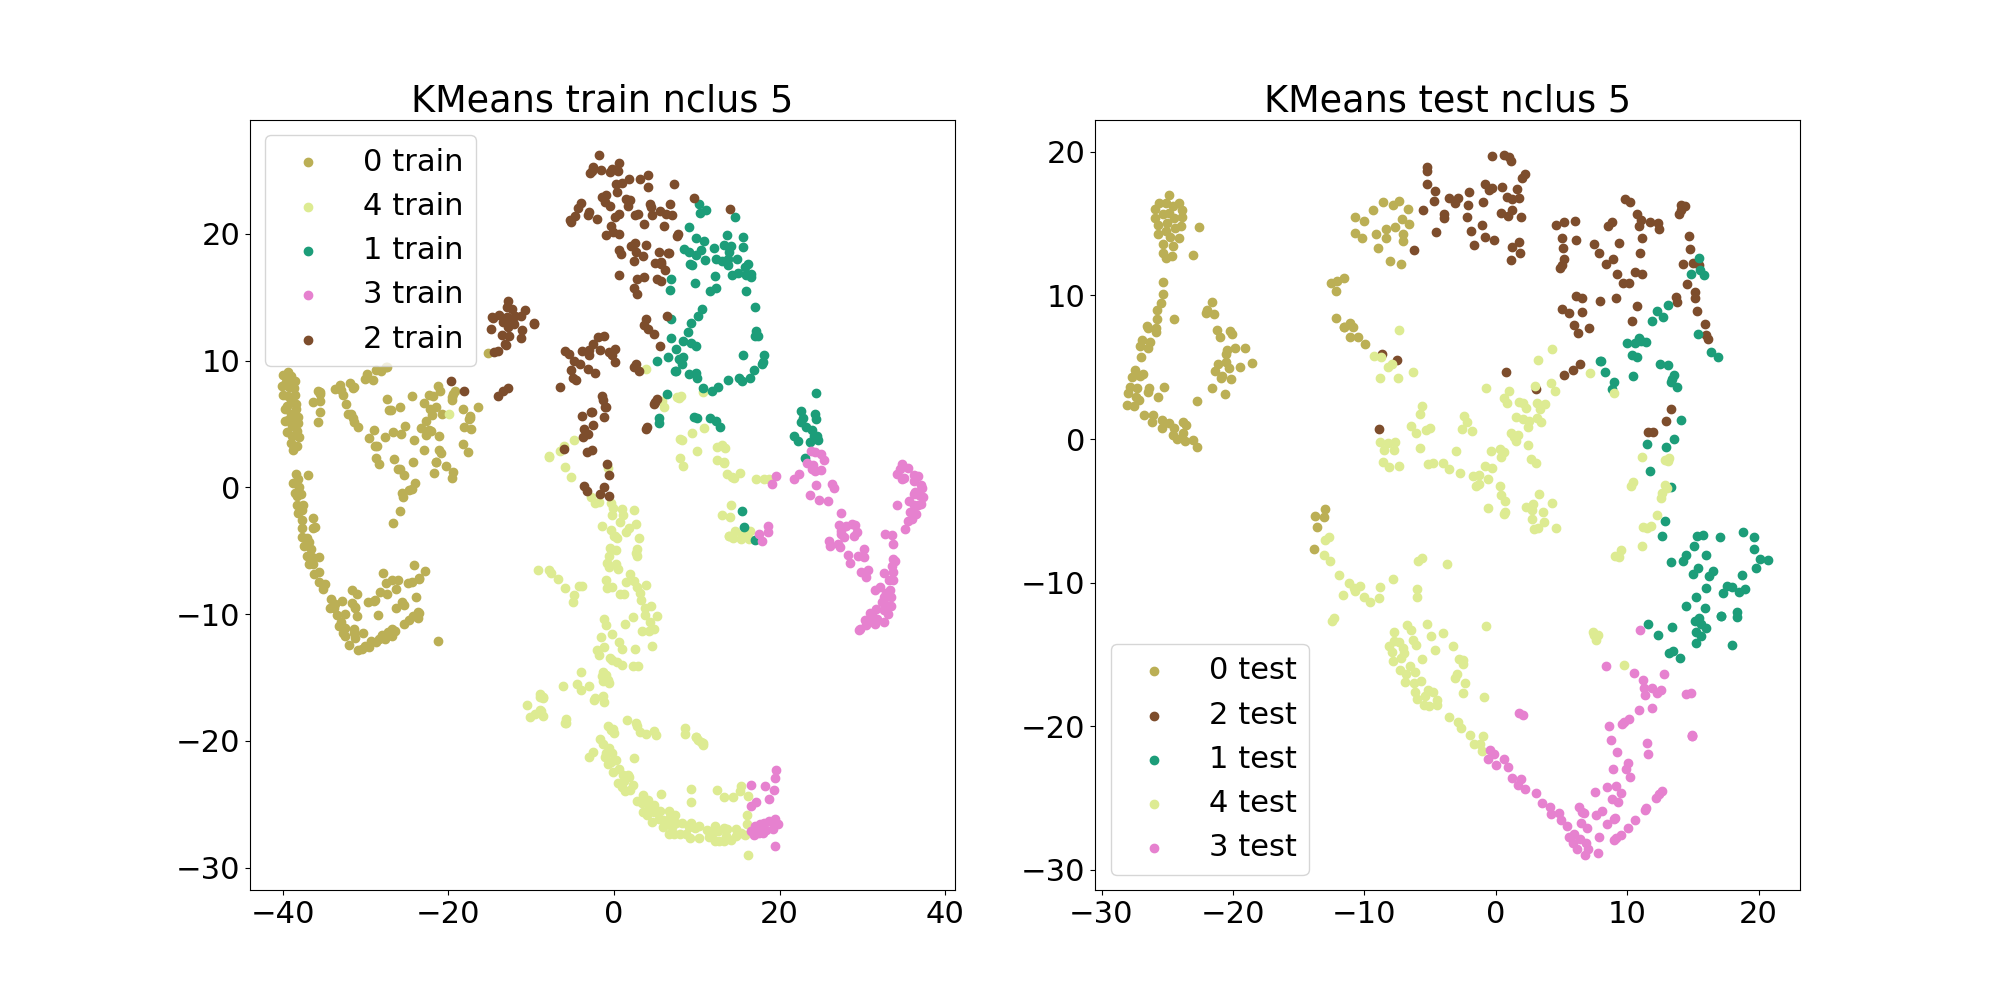 KMeans train nclus 5
0 train
4 train
1 train
3 train
2 train
20
10
0
−10
−20
−30
−40 −20 0 20 40
KMeans test nclus 5
20
10
0
−10
−20
−30
0 test
2 test
1 test
4 test
3 test
−30 −20 −10 0 10 20